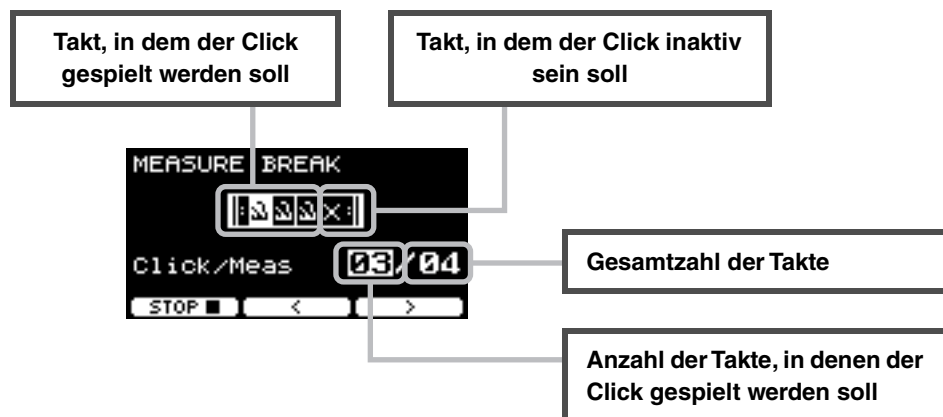 Takt, in dem der Click
gespielt werden soll
Takt, in dem der Click inaktiv
sein soll
MEASURE BREAK
Click/Meas 03/04
STOP ■ < >
Gesamtzahl der Takte
Anzahl der Takte, in denen der
Click gespielt werden soll